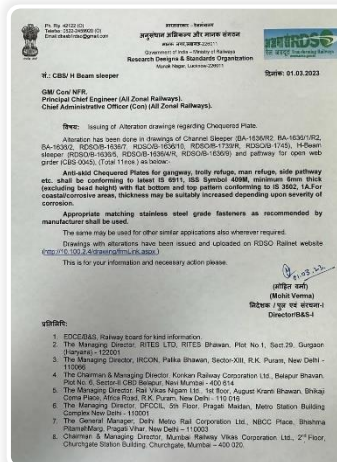 Ph. Rly 42122 (O)
Telefax: 0522-2458500 (O)
भारतसरकार - रेलमंत्रालय
अनुसंधान अभिकल्प और मानक संगठन
मानक नगर, लखनऊ-226011
Government of India - Ministry of Railways
Research Designs & Standards Organization
Manak Nagar, Lucknow-226011
RDSO
सं.: CBS/ H Beam sleeper
दिनांक: 01.03.2023
GM/ Con/ NFR.
Principal Chief Engineer (All Zonal Railways).
Chief Administrative Officer (Con) (All Zonal Railways).
विषय: Issuing of Alteration drawings regarding Chequered Plate.
Alteration has been done in drawings of Channel Sleeper (BA-1636/R2, BA-1636/1/R2,
BA-1636/2, RDSO/B-1636/7, RDSO/B-1636/10, RDSO/B-1739/R, RDSO/B-1745), H-Beam
sleeper (RDSO/B-1636/5, RDSO/B-1636/4/R, RDSO/B-1636/9) and pathway for open web
girder (CBS-0045), (Total 11nos.) as below:
Anti-skid Chequered Plates for gangway, trolly refuge, man refuge, side pathway
etc. shall be conforming to latest IS 6911, ISS Symbol 409M, minimum 6mm thick
(excluding bead height) with flat bottom and top pattern conforming to IS 3502, 1A.For
coastal/corrosive areas, thickness may be suitably increased depending upon severity of
corrosion.
Appropriate matching stainless steel grade fasteners as recommended by
manufacturer shall be used.
The same may be used for other similar applications also wherever required.
Drawings with alterations have been issued and uploaded on RDSO Railnet website
(http://10.100.2.4/drawing/frmLink.aspx)
This is for your information and necessary action please.
01.03.23
(मोहित वर्मा)
(Mohit Verma)
निदेशक / पुल एवं संरचना-I
Director/B&S-I
प्रतिलिपि:
1. EDCE/B&S, Railway board for kind information.
2. The Managing Director, RITES LTD, RITES Bhawan, Plot No.1, Sect.29, Gurgaon
(Haryana) - 122001
3. The Managing Director, IRCON, Palika Bhawan, Sector-XIII, R.K. Puram, New Delhi -
110066
4. The Chairman & Managing Director, Konkan Railway Corporation Ltd., Belapur Bhavan,
Plot No. 6, Sector-II CBD Belapur, Navi Mumbai - 400 614
5. The Managing Director, Rail Vikas Nigam Ltd., 1st floor, August Kranti Bhawan, Bhikaji
Cama Place, Africa Road, R.K. Puram, New Delhi - 110 016
6. The Managing Director, DFCCIL, 5th Floor, Pragati Maidan, Metro Station Building
Complex New Delhi - 110001
7. The General Manager, Delhi Metro Rail Corporation Ltd., NBCC Place, Bhishma
PitamahMarg, Pragati Vihar, New Delhi - 110003
8. Chairman & Managing Director, Mumbai Railway Vikas Corporation Ltd., 2nd Floor,
Churchgate Station Building, Churchgate, Mumbai - 400 020.